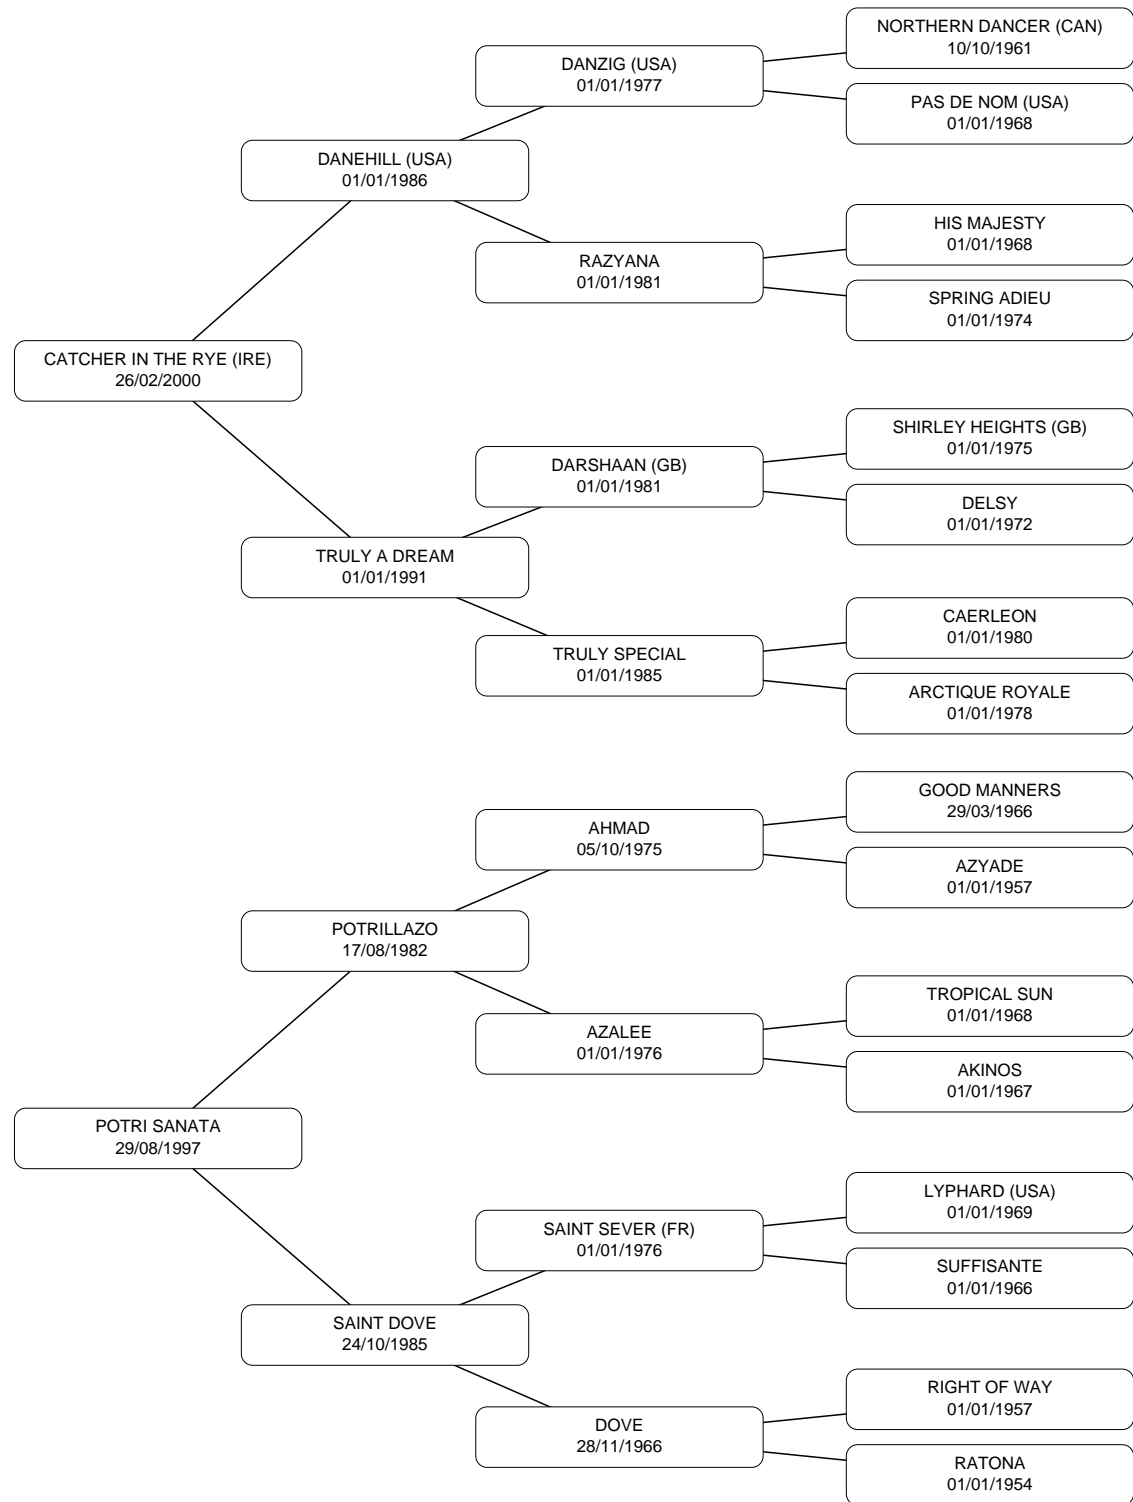 NORTHERN DANCER (CAN)
10/10/1961
DANZIG (USA)
01/01/1977
PAS DE NOM (USA)
01/01/1968
DANEHILL (USA)
01/01/1986
HIS MAJESTY
01/01/1968
RAZYANA
01/01/1981
SPRING ADIEU
01/01/1974
CATCHER IN THE RYE (IRE)
26/02/2000
SHIRLEY HEIGHTS (GB)
01/01/1975
DARSHAAN (GB)
01/01/1981
DELSY
01/01/1972
TRULY A DREAM
01/01/1991
CAERLEON
01/01/1980
TRULY SPECIAL
01/01/1985
ARCTIQUE ROYALE
01/01/1978
GOOD MANNERS
29/03/1966
AHMAD
05/10/1975
AZYADE
01/01/1957
POTRILLAZO
17/08/1982
TROPICAL SUN
01/01/1968
AZALEE
01/01/1976
AKINOS
01/01/1967
POTRI SANATA
29/08/1997
LYPHARD (USA)
01/01/1969
SAINT SEVER (FR)
01/01/1976
SUFFISANTE
01/01/1966
SAINT DOVE
24/10/1985
RIGHT OF WAY
01/01/1957
DOVE
28/11/1966
RATONA
01/01/1954